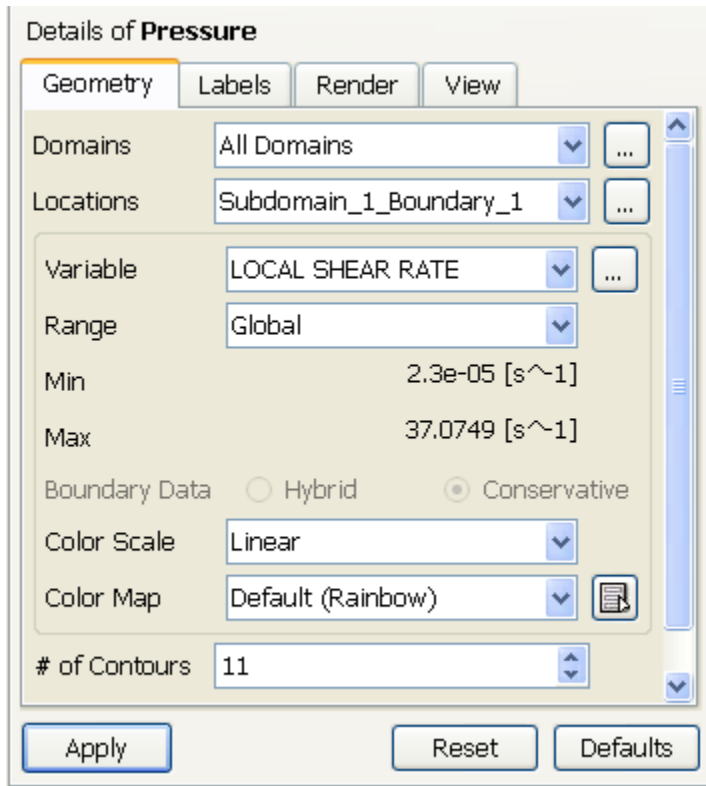 Details of Pressure
Geometry Labels Render View
Domains All Domains ...
Locations Subdomain_1_Boundary_1 ...
Variable LOCAL SHEAR RATE ...
Range Global
Min 2.3e-05 [s^-1]
Max 37.0749 [s^-1]
Boundary Data Hybrid Conservative
Color Scale Linear
Color Map Default (Rainbow)
# of Contours 11
Apply Reset Defaults